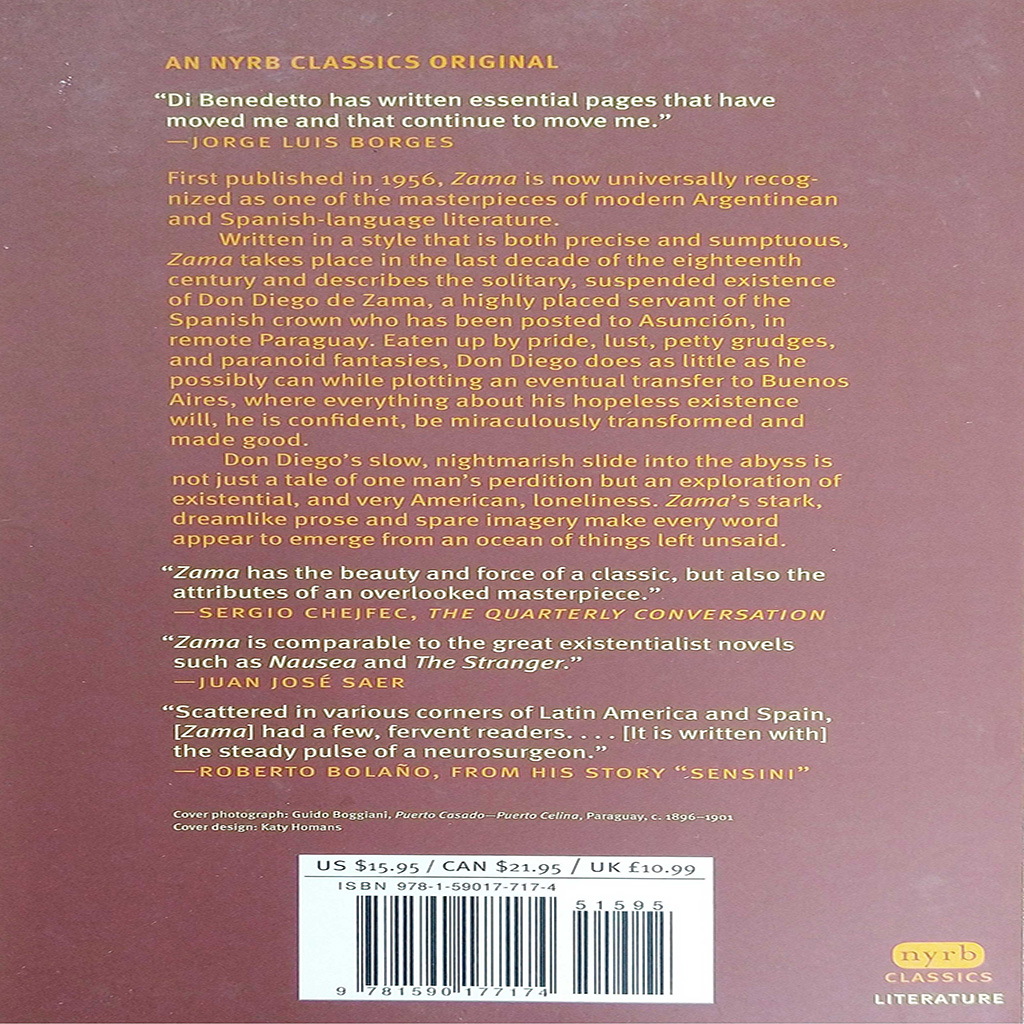 AN NYRB CLASSICS ORIGINAL
“Di Benedetto has written essential pages that have
moved me and that continue to move me.”
—JORGE LUIS BORGES
First published in 1956, Zama is now universally recog-
nized as one of the masterpieces of modern Argentinean
and Spanish-language literature.
Written in a style that is both precise and sumptuous,
Zama takes place in the last decade of the eighteenth
century and describes the solitary, suspended existence
of Don Diego de Zama, a highly placed servant of the
Spanish crown who has been posted to Asunción, in
remote Paraguay. Eaten up by pride, lust, petty grudges,
and paranoid fantasies, Don Diego does as little as he
possibly can while plotting an eventual transfer to Buenos
Aires, where everything about his hopeless existence
will, he is confident, be miraculously transformed and
made good.
Don Diego’s slow, nightmarish slide into the abyss is
not just a tale of one man’s perdition but an exploration of
existential, and very American, loneliness. Zama’s stark,
dreamlike prose and spare imagery make every word
appear to emerge from an ocean of things left unsaid.
“Zama has the beauty and force of a classic, but also the
attributes of an overlooked masterpiece.”
—SERGIO CHEJFEC, THE QUARTERLY CONVERSATION
“Zama is comparable to the great existentialist novels
such as Nausea and The Stranger.”
—JUAN JOSÉ SAER
“Scattered in various corners of Latin America and Spain,
[Zama] had a few, fervent readers. . . . [It is written with]
the steady pulse of a neurosurgeon.”
—ROBERTO BOLAÑO, FROM HIS STORY “SENSINI”
Cover photograph: Guido Boggiani, Puerto Casado—Puerto Celina, Paraguay, c. 1896–1901
Cover design: Katy Homans
US $15.95 / CAN $21.95 / UK £10.99
ISBN 978-1-59017-717-4
51595
9 781590 177174
nyrb
CLASSICS
LITERATURE